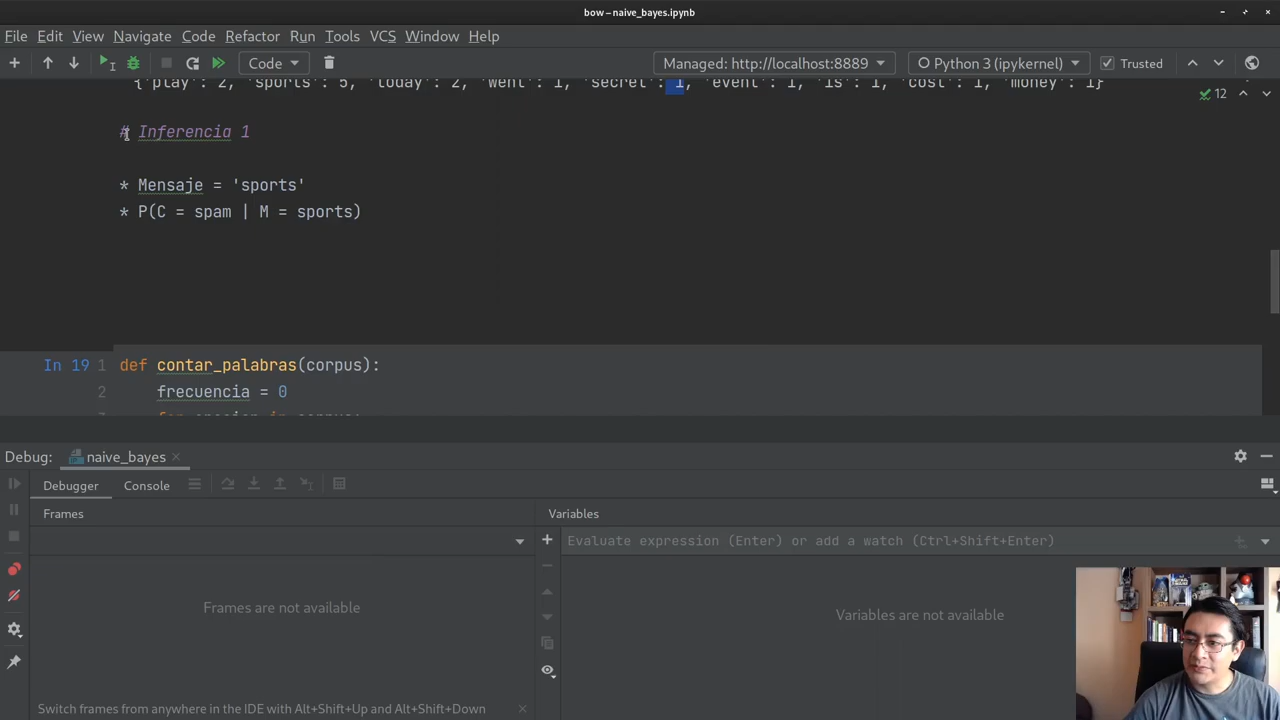 bow – naive_bayes.ipynb
File Edit View Navigate Code Refactor Run Tools VCS Window Help
Code Managed: http://localhost:8889 Python 3 (ipykernel) Trusted
{'play': 2, 'sports': 5, 'today': 2, 'went': 1, 'secret': 1, 'event': 1, 'is': 1, 'cost': 1, 'money': 1}
12
# Inferencia 1
* Mensaje = 'sports'
* P(C = spam | M = sports)
In 19 1 def contar_palabras(corpus):
2 frecuencia = 0
Debug: naive_bayes
Debugger Console
Frames Variables
Evaluate expression (Enter) or add a watch (Ctrl+Shift+Enter)
Frames are not available
Variables are not available
Switch frames from anywhere in the IDE with Alt+Shift+Up and Alt+Shift+Down